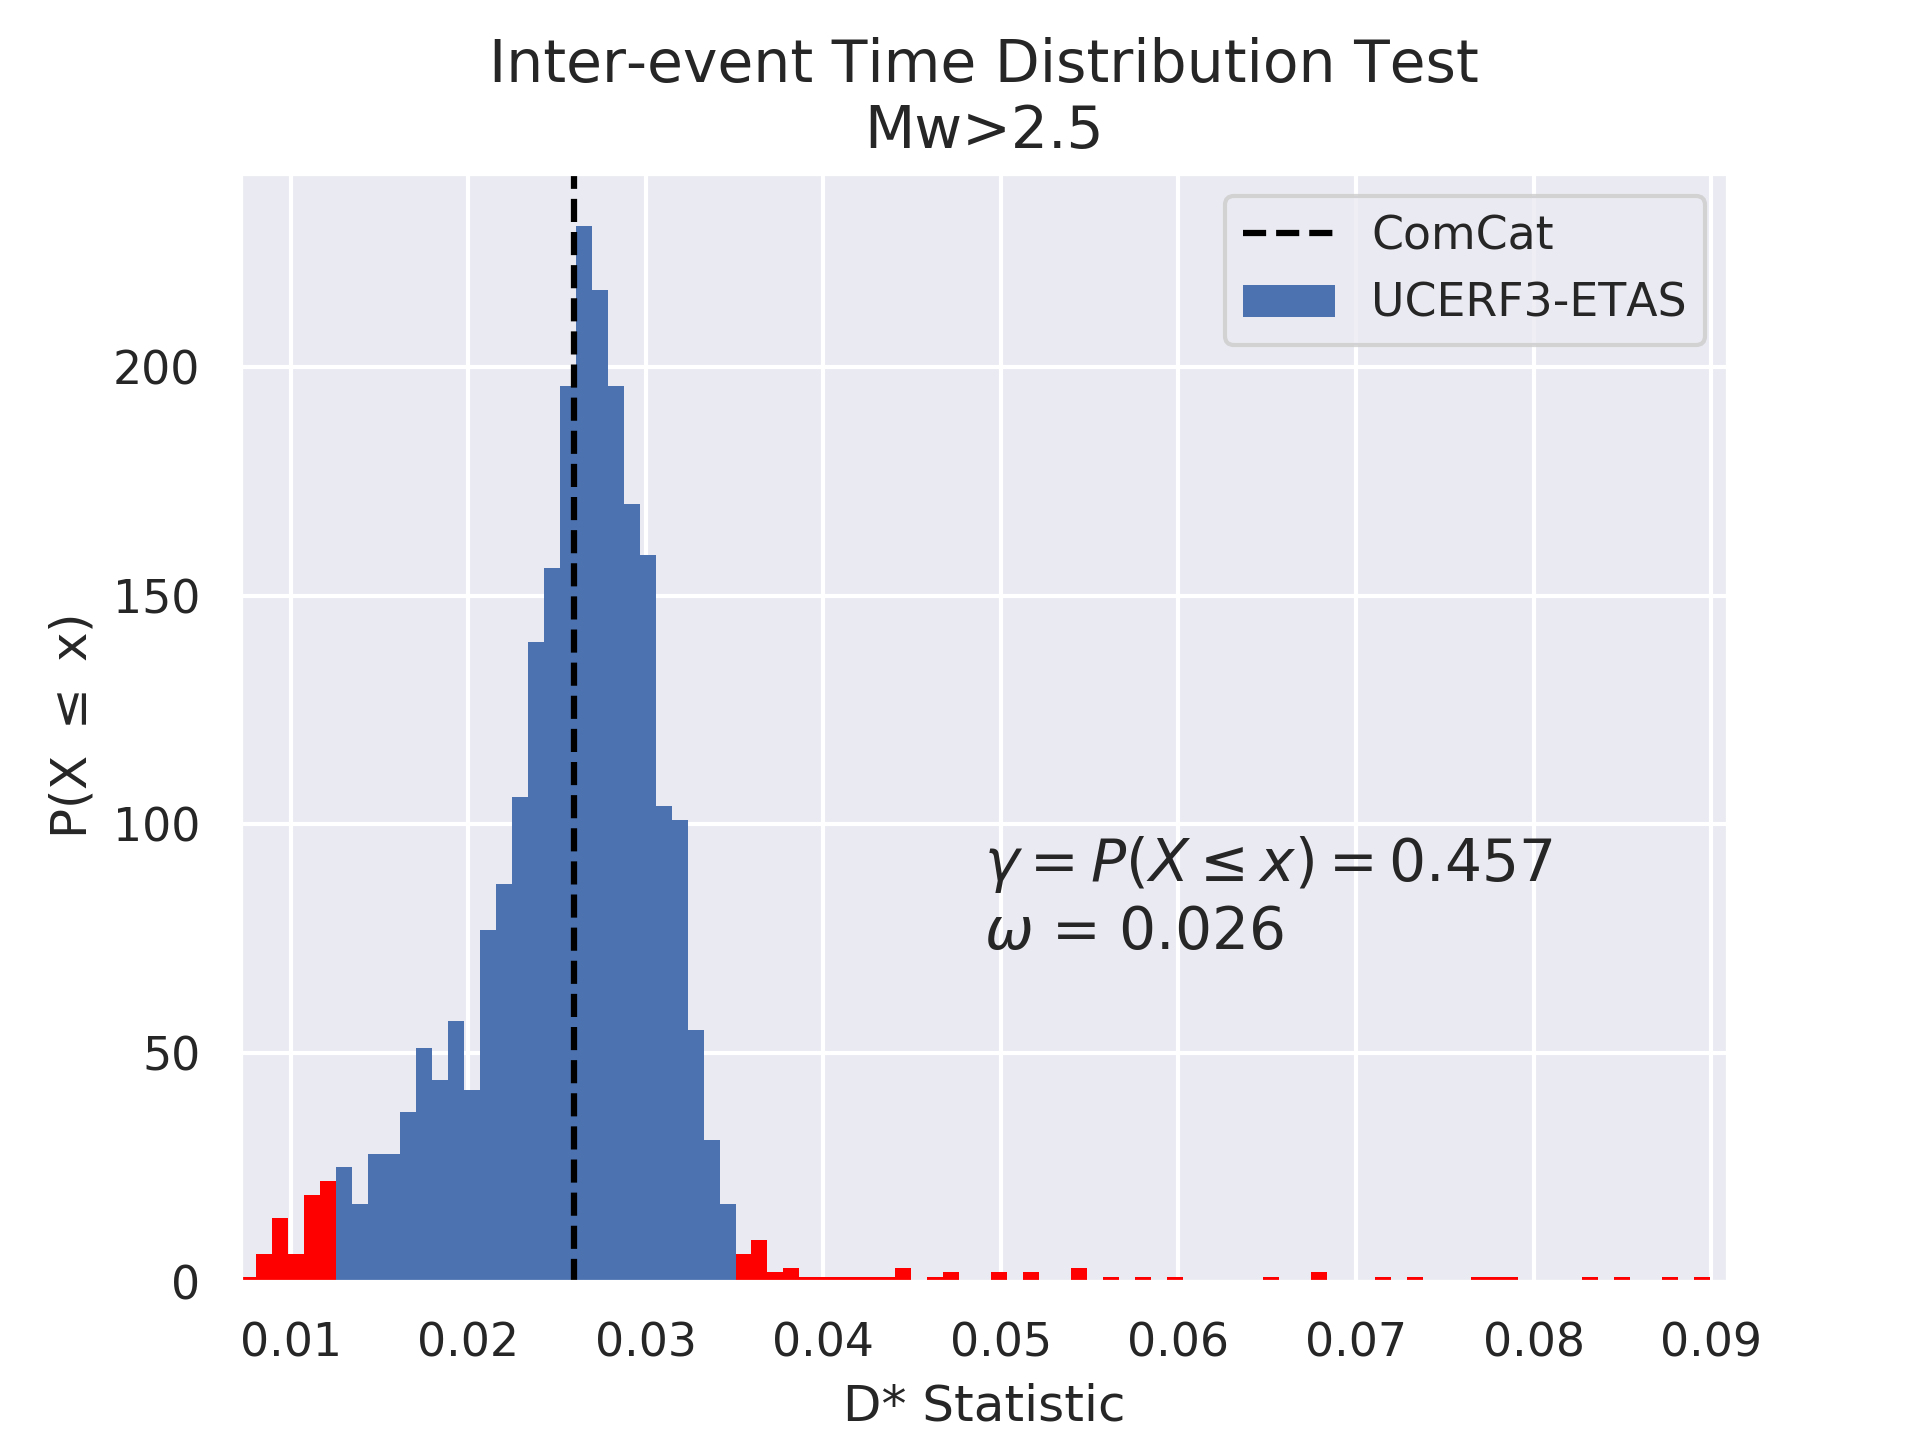 Inter-event Time Distribution Test
Mw>2.5
ComCat
UCERF3-ETAS
200
150
100
50
0
P(X ≤ x)
γ = P(X ≤ x) = 0.457
ω = 0.026
0.01 0.02 0.03 0.04 0.05 0.06 0.07 0.08 0.09
D* Statistic